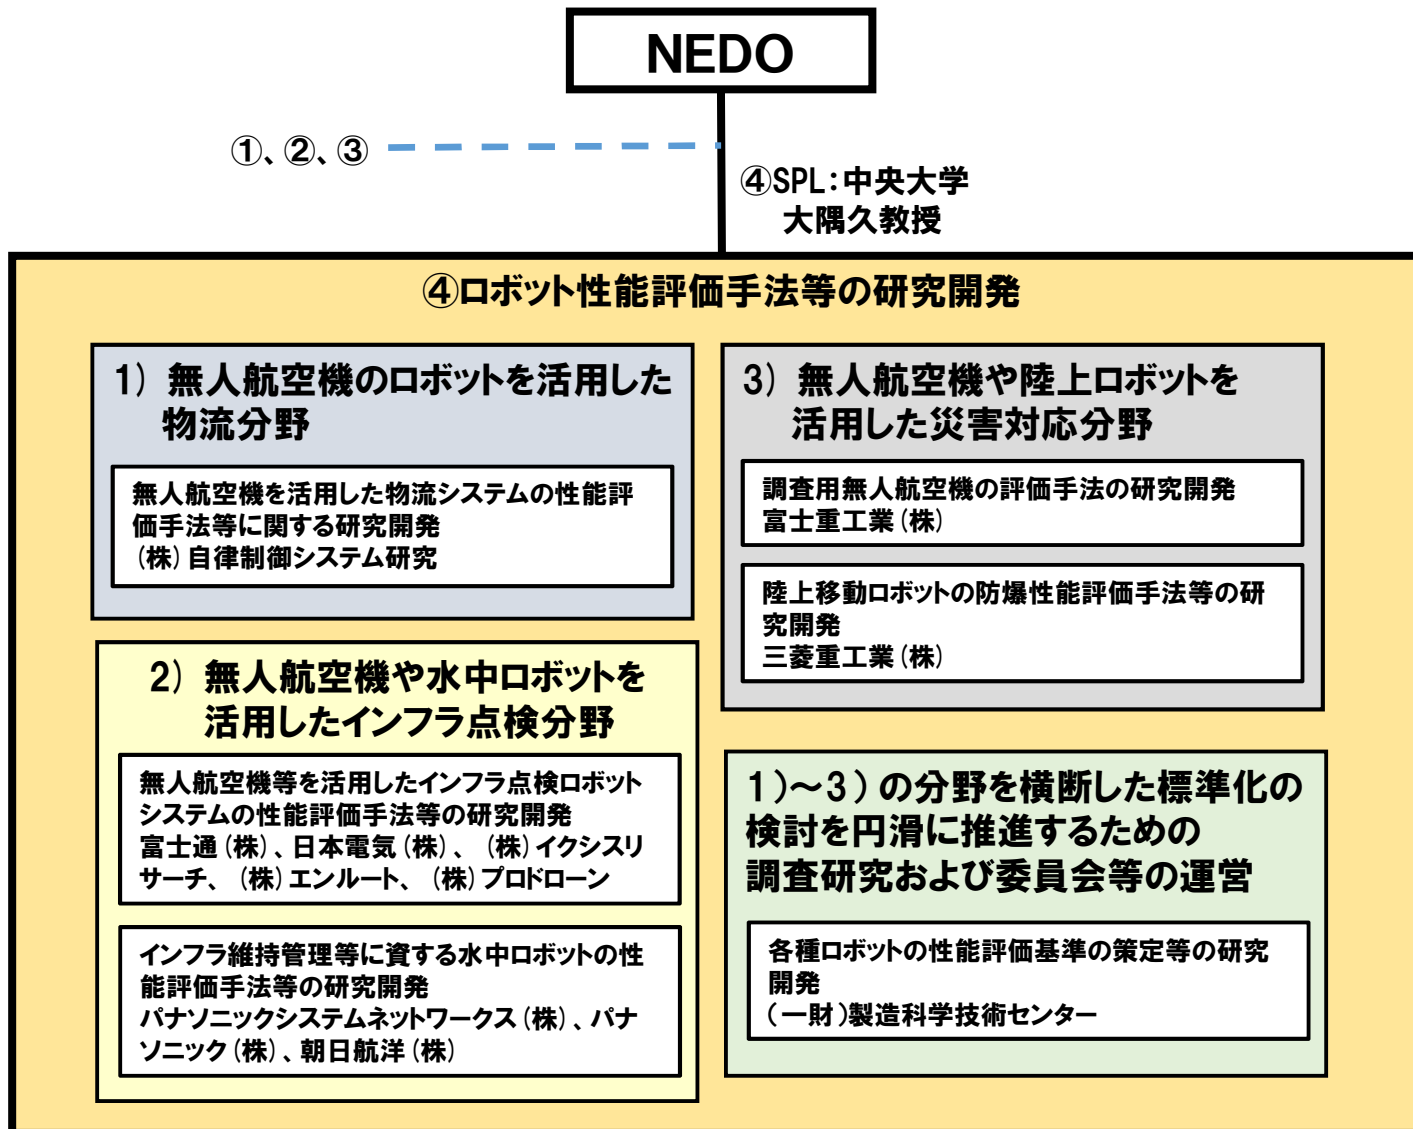 NEDO
①、②、③
④SPL：中央大学
大隅久教授
④ロボット性能評価手法等の研究開発
1) 無人航空機のロボットを活用した
物流分野
無人航空機を活用した物流システムの性能評
価手法等に関する研究開発
(株)自律制御システム研究
2) 無人航空機や水中ロボットを
活用したインフラ点検分野
無人航空機等を活用したインフラ点検ロボット
システムの性能評価手法等の研究開発
富士通(株)、日本電気(株)、 (株)イクシスリ
サーチ、 (株)エンルート、 (株)プロドローン
インフラ維持管理等に資する水中ロボットの性
能評価手法等の研究開発
パナソニックシステムネットワークス(株)、パナ
ソニック(株)、朝日航洋(株)
3) 無人航空機や陸上ロボットを
活用した災害対応分野
調査用無人航空機の評価手法の研究開発
富士重工業(株)
陸上移動ロボットの防爆性能評価手法等の研
究開発
三菱重工業(株)
1)～3)の分野を横断した標準化の
検討を円滑に推進するための
調査研究および委員会等の運営
各種ロボットの性能評価基準の策定等の研究
開発
(一財)製造科学技術センター